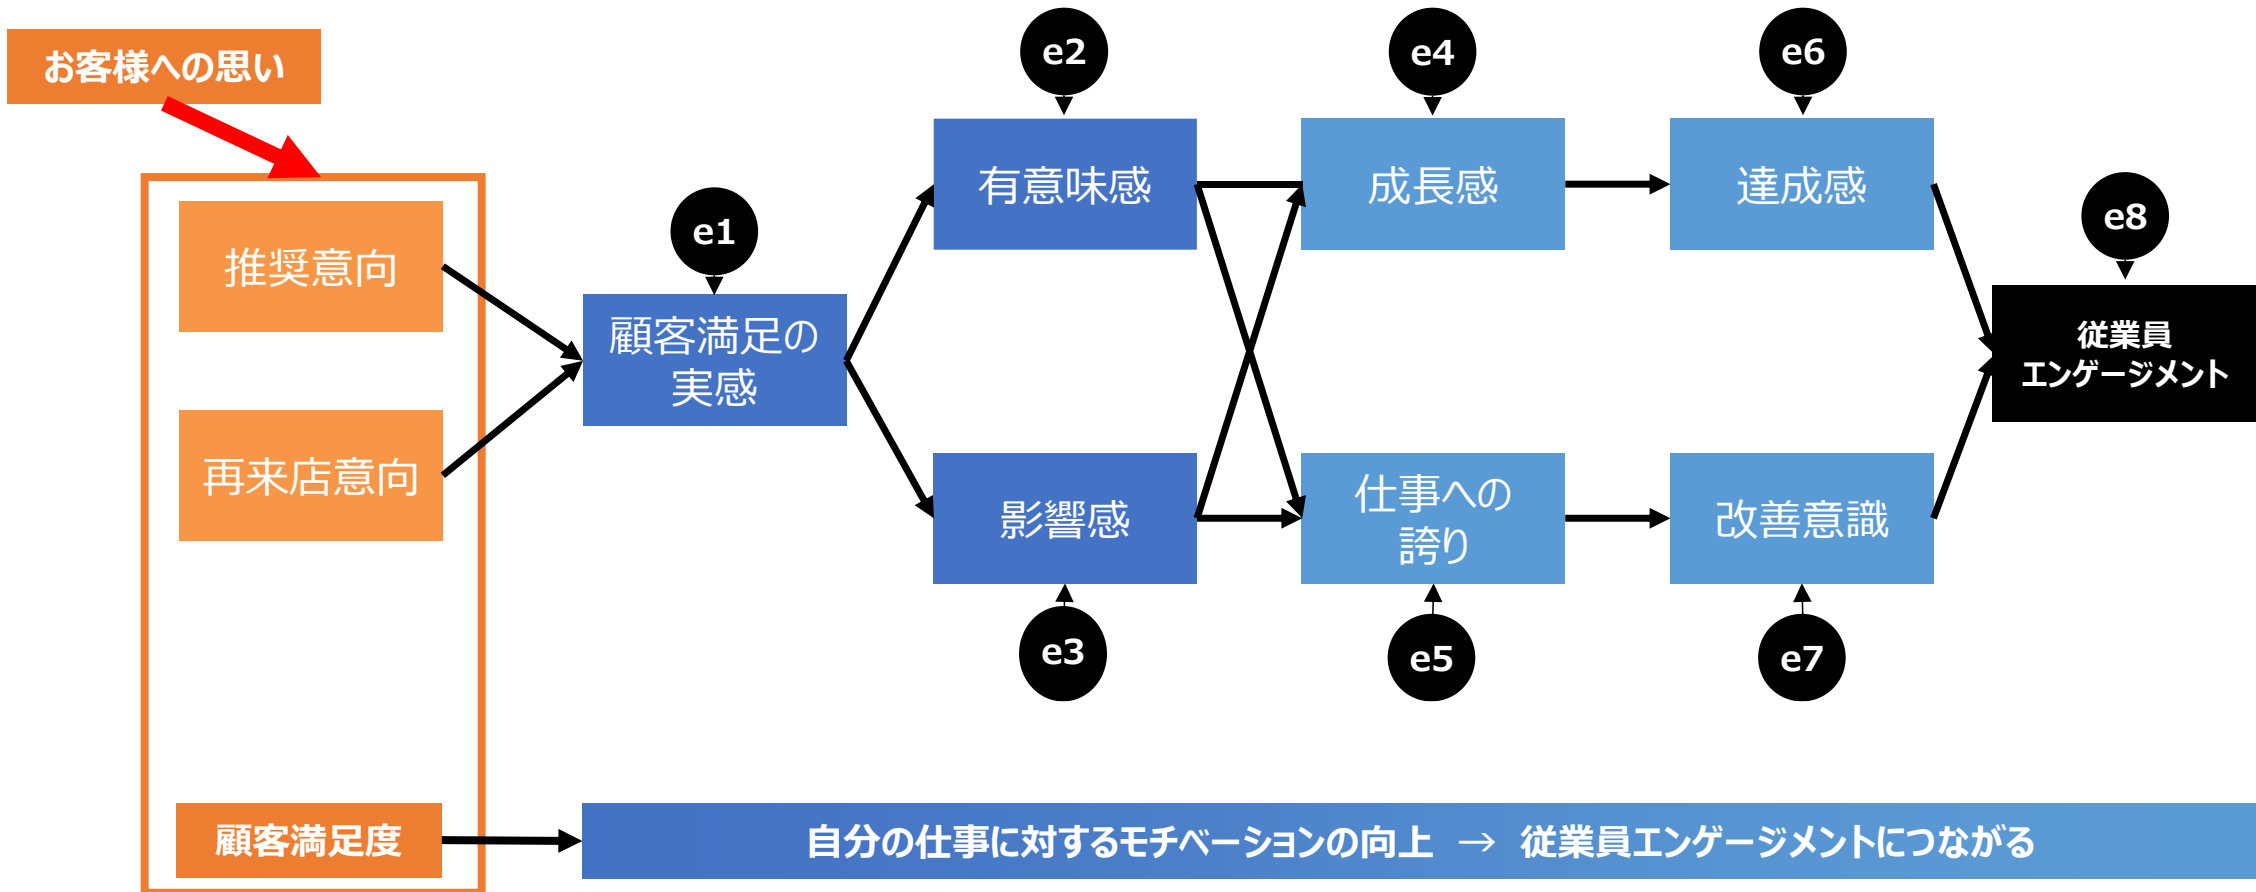 お客様への思い
推奨意向
再来店意向
顧客満足度
e1
顧客満足の
実感
e2
有意味感
影響感
e3
e4
成長感
仕事への
誇り
e5
e6
達成感
改善意識
e7
e8
従業員
エンゲージメント
自分の仕事に対するモチベーションの向上 → 従業員エンゲージメントにつながる